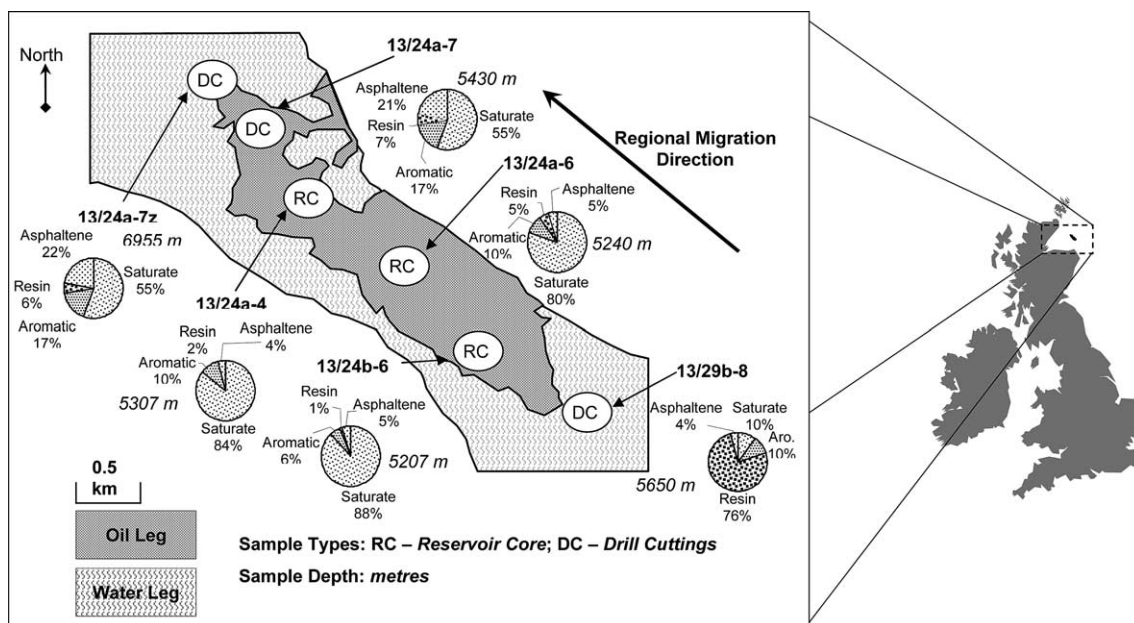 North
13/24a-7
DC
5430 m
Asphaltene
21%
Saturate
55%
Resin
7%
Aromatic
17%
Regional Migration
Direction
DC
13/24a-6
RC
Resin
5%
Asphaltene
5%
Aromatic
10%
5240 m
Saturate
80%
13/24a-7z
6955 m
Asphaltene
22%
Saturate
55%
Resin
6%
Aromatic
17%
RC
13/24a-4
Resin
2%
Asphaltene
4%
Aromatic
10%
5307 m
Saturate
84%
RC
13/24b-6
Resin
1%
Asphaltene
5%
Aromatic
6%
5207 m
Saturate
88%
13/29b-8
DC
Asphaltene
4%
Saturate
10%
Aro.
10%
5650 m
Resin
76%
0.5
km
Oil Leg
Water Leg
Sample Types: RC – Reservoir Core; DC – Drill Cuttings
Sample Depth: metres